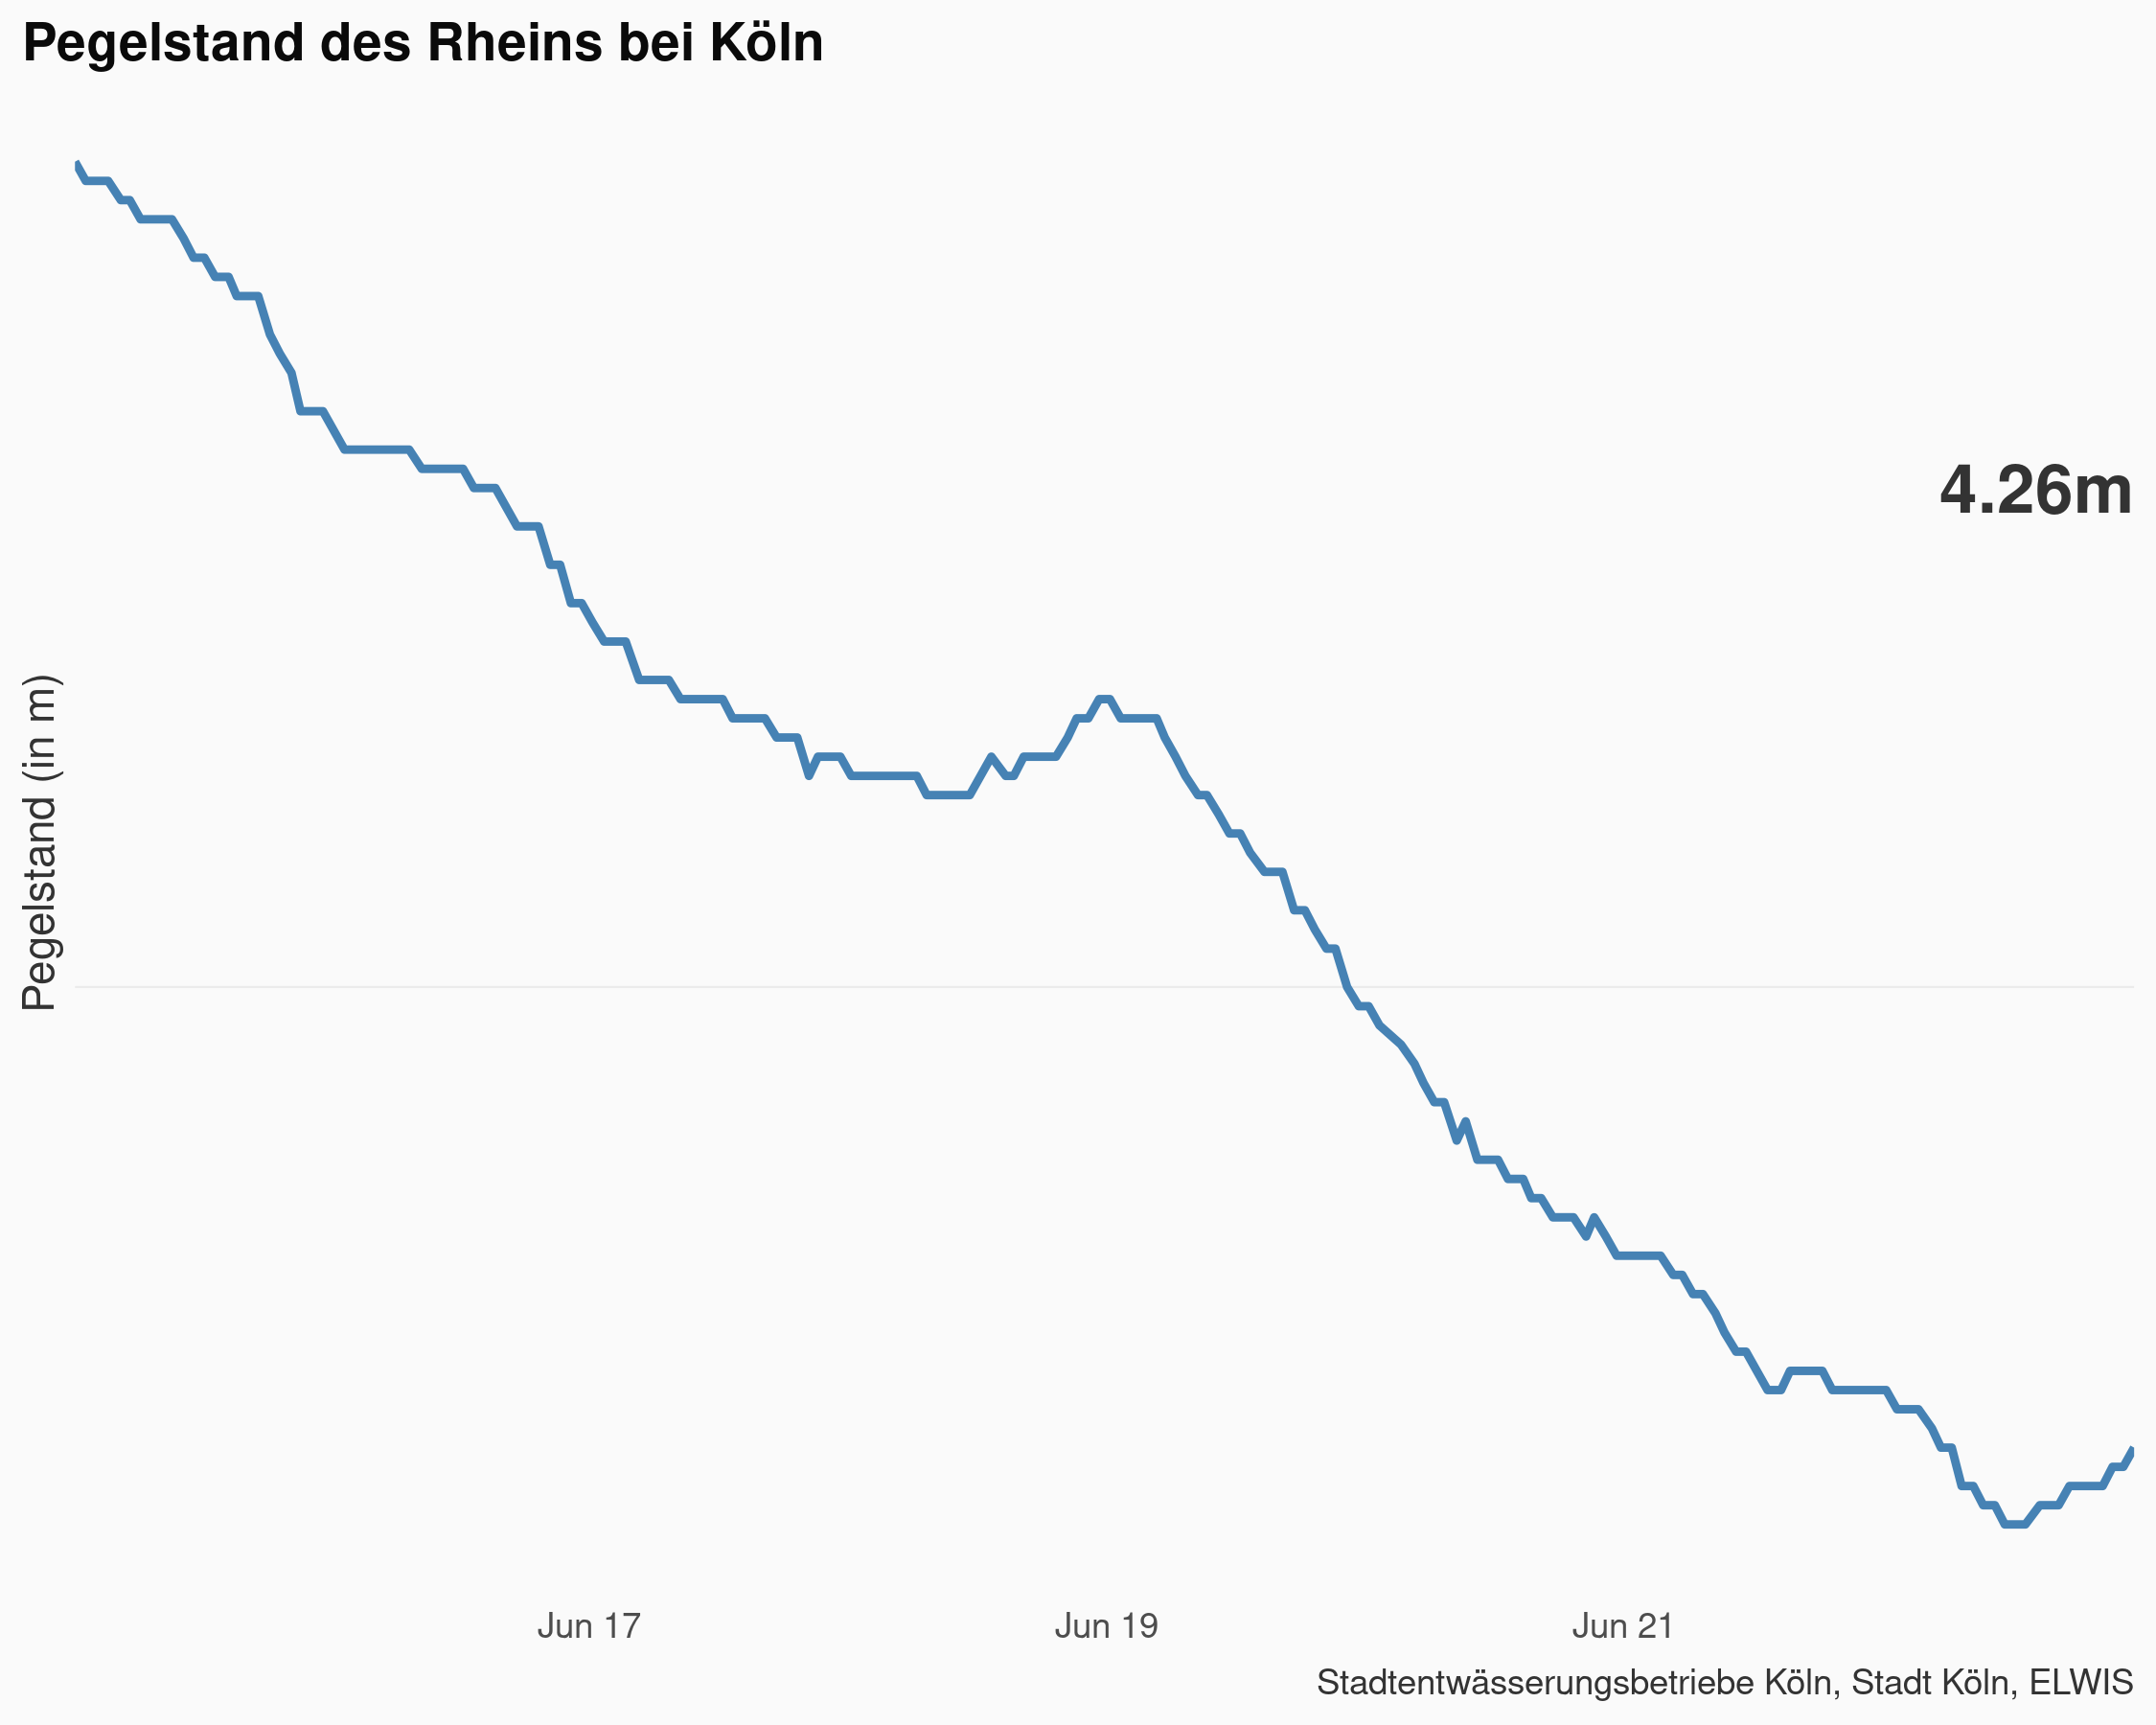 Pegelstand des Rheins bei Köln
4.26m
Pegelstand (in m)
Jun 17
Jun 19
Jun 21
Stadtentwässerungsbetriebe Köln, Stadt Köln, ELWIS